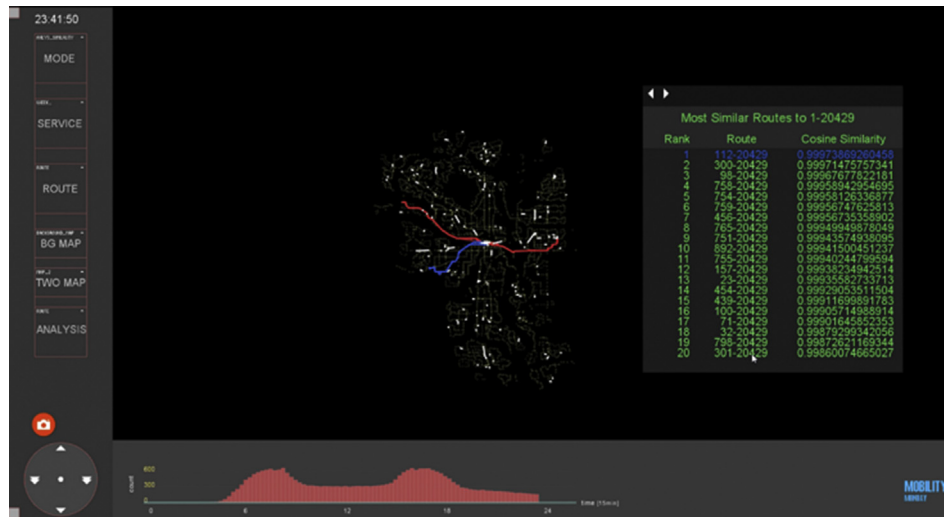 23:41:50
MODE
SERVICE
ROUTE
BG MAP
TWO MAP
ANALYSIS
Most Similar Routes to 1-20429
Rank Route Cosine Similarity
1 112-20429 0.99973869260458
2 300-20429 0.99971475757341
3 98-20429 0.99967677822181
4 758-20429 0.99958942954695
5 754-20429 0.99958126336877
6 759-20429 0.99956747625813
7 456-20429 0.99956735358902
8 765-20429 0.99949949878049
9 751-20429 0.99943574938095
10 892-20429 0.99941500451237
11 755-20429 0.99940244799594
12 157-20429 0.99938234942514
13 23-20429 0.99935582733713
14 454-20429 0.99929053511504
15 439-20429 0.99911699891783
16 100-20429 0.99905714988914
17 71-20429 0.99901645852353
18 32-20429 0.99879299342056
19 798-20429 0.99872621169344
20 301-20429 0.99860074665027
600
300
count
0 6 12 18 24 time [15min]
MOBILITY